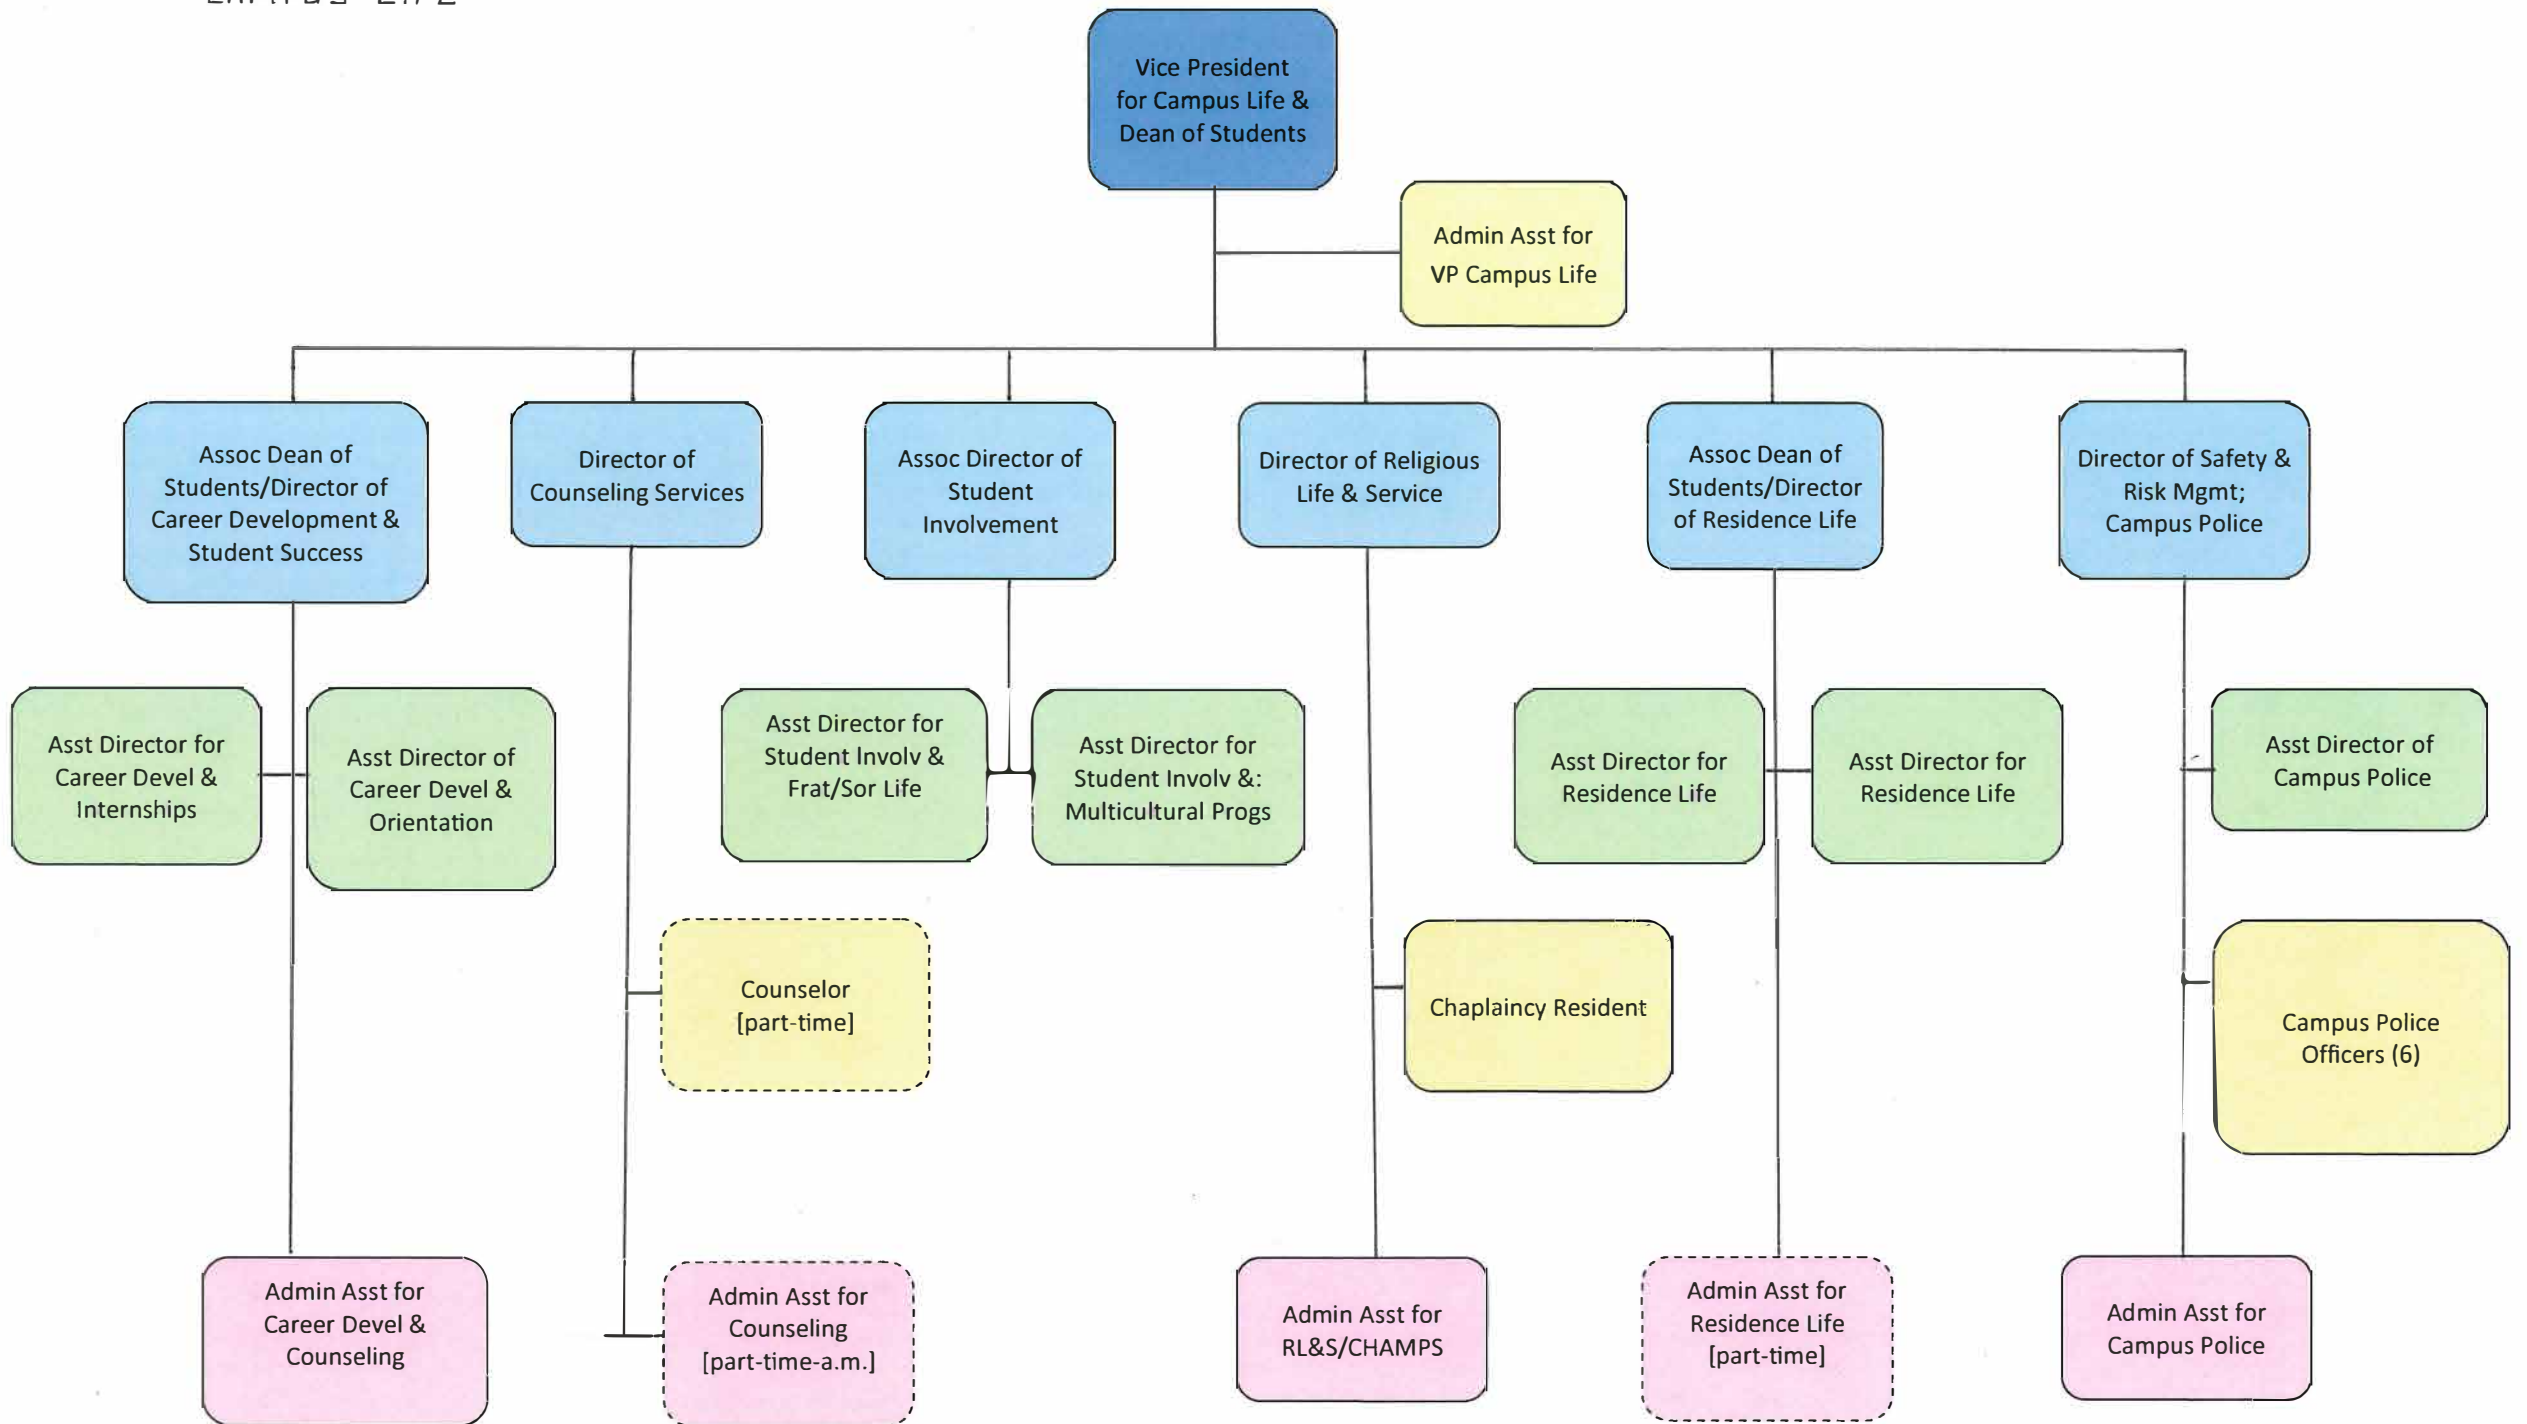 Vice President
for Campus Life &
Dean of Students
Admin Asst for
VP Campus Life
Assoc Dean of
Students/Director of
Career Development &
Student Success
Director of
Counseling Services
Assoc Director of
Student
Involvement
Director of Religious
Life & Service
Assoc Dean of
Students/Director
of Residence Life
Director of Safety &
Risk Mgmt;
Campus Police
Asst Director for
Career Devel &
Internships
Asst Director of
Career Devel &
Orientation
Asst Director for
Student Involv &
Frat/Sor Life
Asst Director for
Student Involv &:
Multicultural Progs
Asst Director for
Residence Life
Asst Director for
Residence Life
Asst Director of
Campus Police
Counselor
[part-time]
Chaplaincy Resident
Campus Police
Officers (6)
Admin Asst for
Career Devel &
Counseling
Admin Asst for
Counseling
[part-time-a.m.]
Admin Asst for
RL&S/CHAMPS
Admin Asst for
Residence Life
[part-time]
Admin Asst for
Campus Police